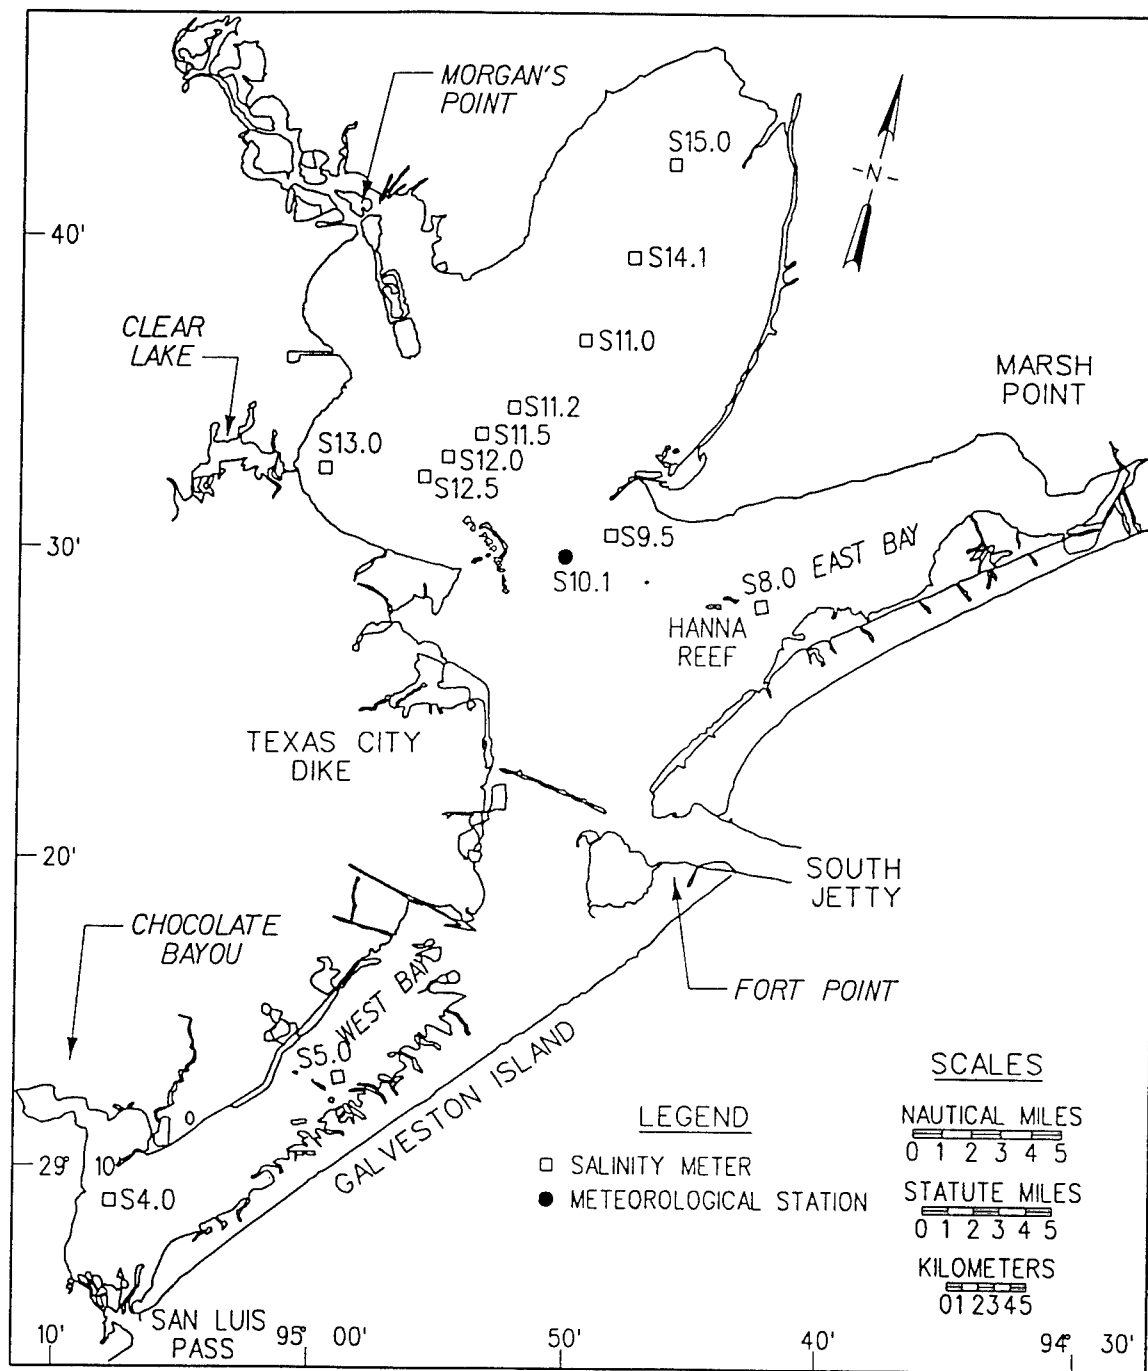 MORGAN'S
POINT
S15.0
-N-
40'
S14.1
CLEAR
LAKE
S11.0
MARSH
POINT
S11.2
S11.5
S13.0
S12.0
S12.5
30'
S9.5
S10.1
S8.0
EAST BAY
HANNA
REEF
TEXAS CITY
DIKE
20'
SOUTH
JETTY
CHOCOLATE
BAYOU
WEST BAY
FORT POINT
S5.0
GALVESTON ISLAND
29° 10'
S4.0
SAN LUIS
PASS
LEGEND
SALINITY METER
METEOROLOGICAL STATION
SCALES
NAUTICAL MILES
0 1 2 3 4 5
STATUTE MILES
0 1 2 3 4 5
KILOMETERS
0 1 2 3 4 5
10'
95° 00'
50'
40'
94° 30'